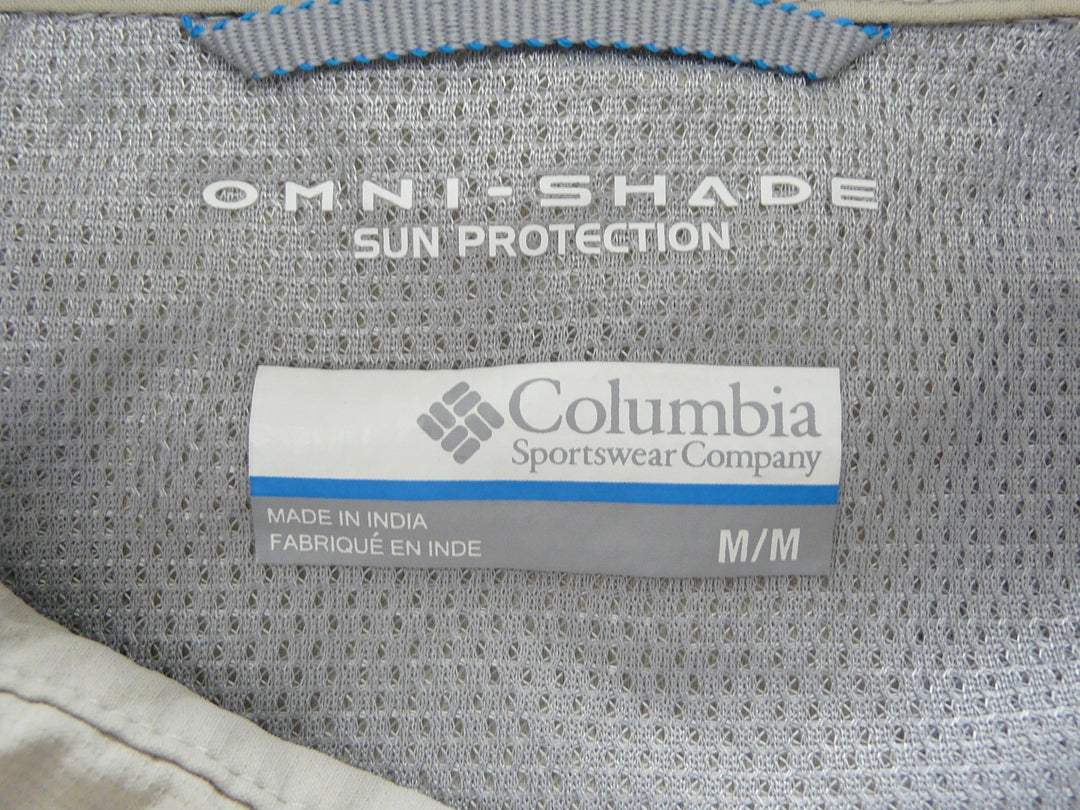 OMNI-SHADE
SUN PROTECTION
Columbia
Sportswear Company
MADE IN INDIA
FABRIQUÉ EN INDE
M/M